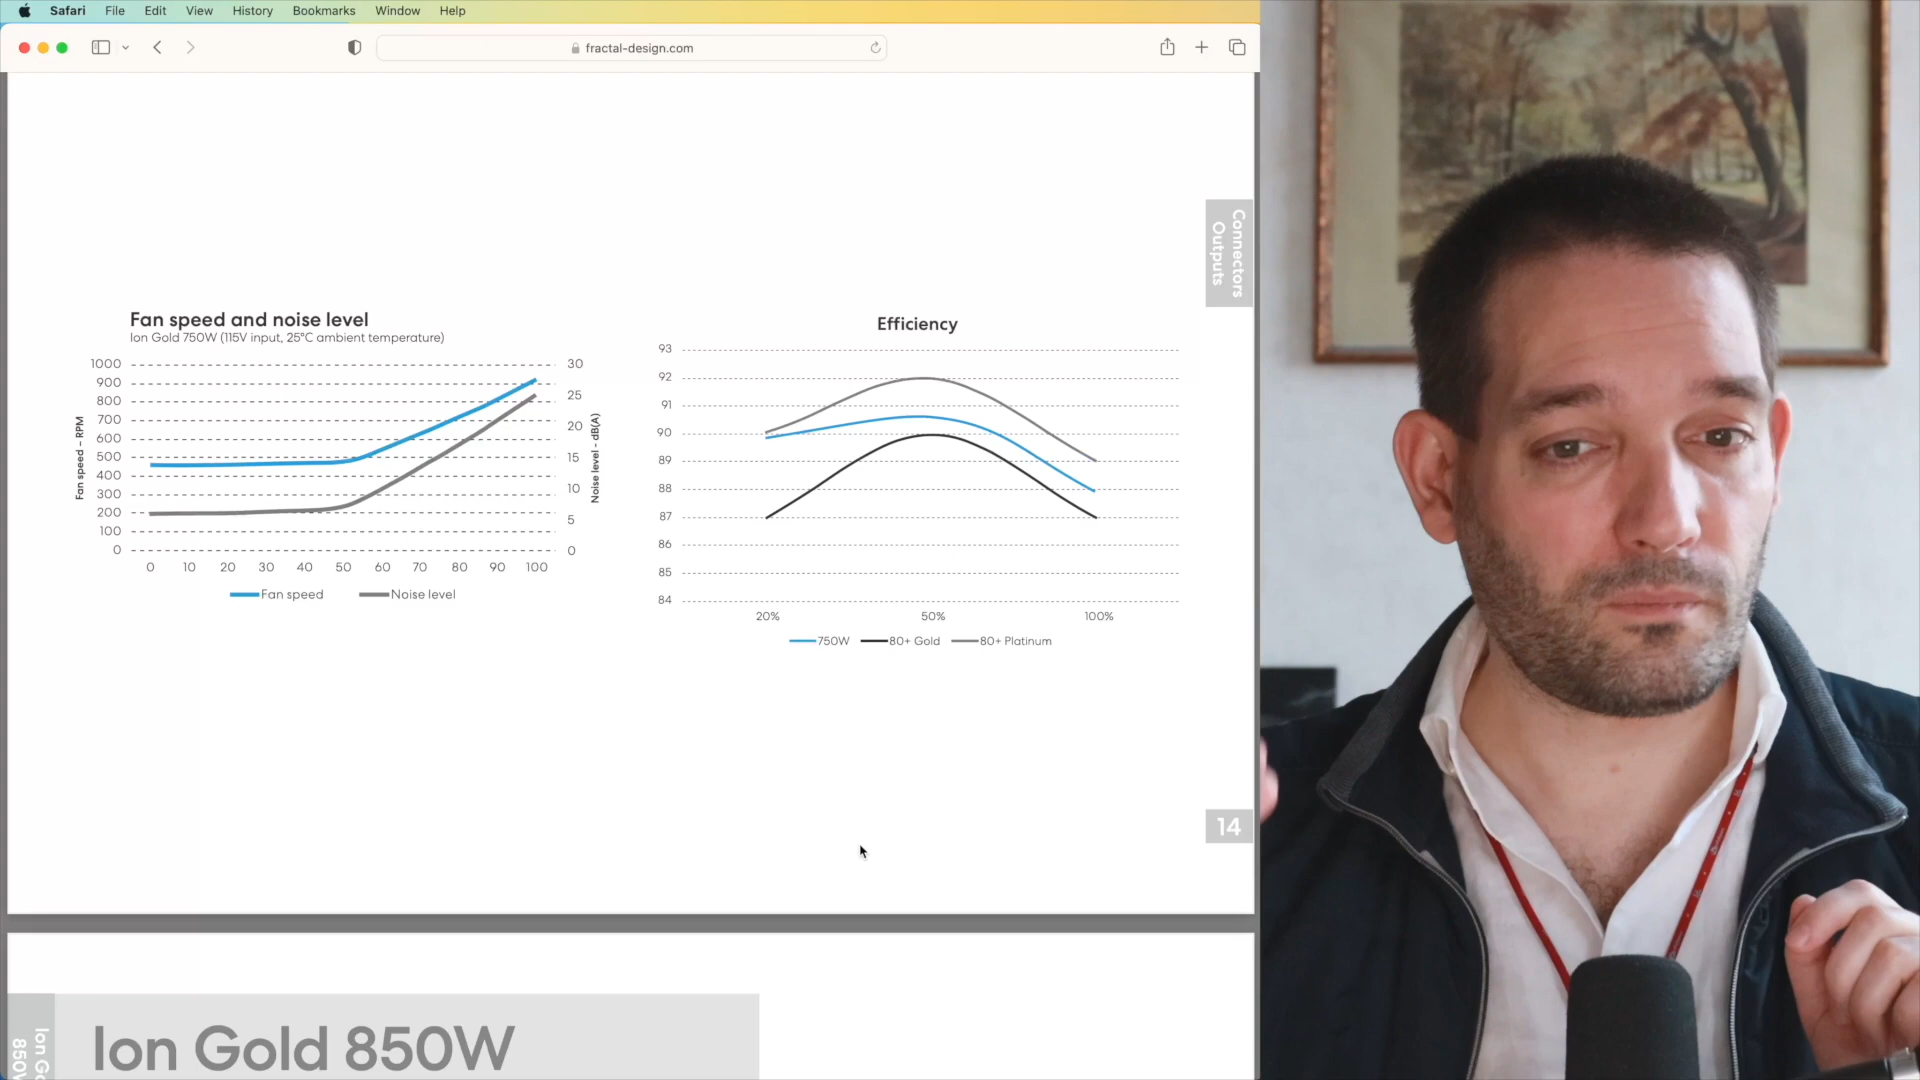 Safari File Edit View History Bookmarks Window Help
fractal-design.com
Connectors
Outputs
Fan speed and noise level
Ion Gold 750W (115V input, 25°C ambient temperature)
1000
900
800
700
600
500
400
300
200
100
0
Fan speed – RPM
30
25
20
15
10
5
0
Noise level - dB(A)
0 10 20 30 40 50 60 70 80 90 100
Fan speed Noise level
Efficiency
93
92
91
90
89
88
87
86
85
84
20% 50% 100%
750W 80+ Gold 80+ Platinum
14
Ion Gold 850W